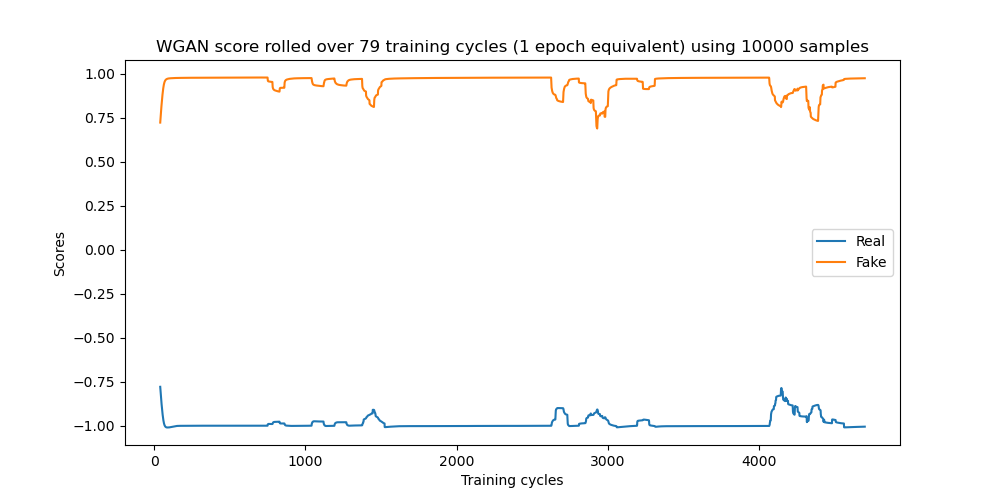 WGAN score rolled over 79 training cycles (1 epoch equivalent) using 10000 samples
1.00
0.75
0.50
0.25
0.00
−0.25
−0.50
−0.75
−1.00
Scores
Real
Fake
0 1000 2000 3000 4000
Training cycles